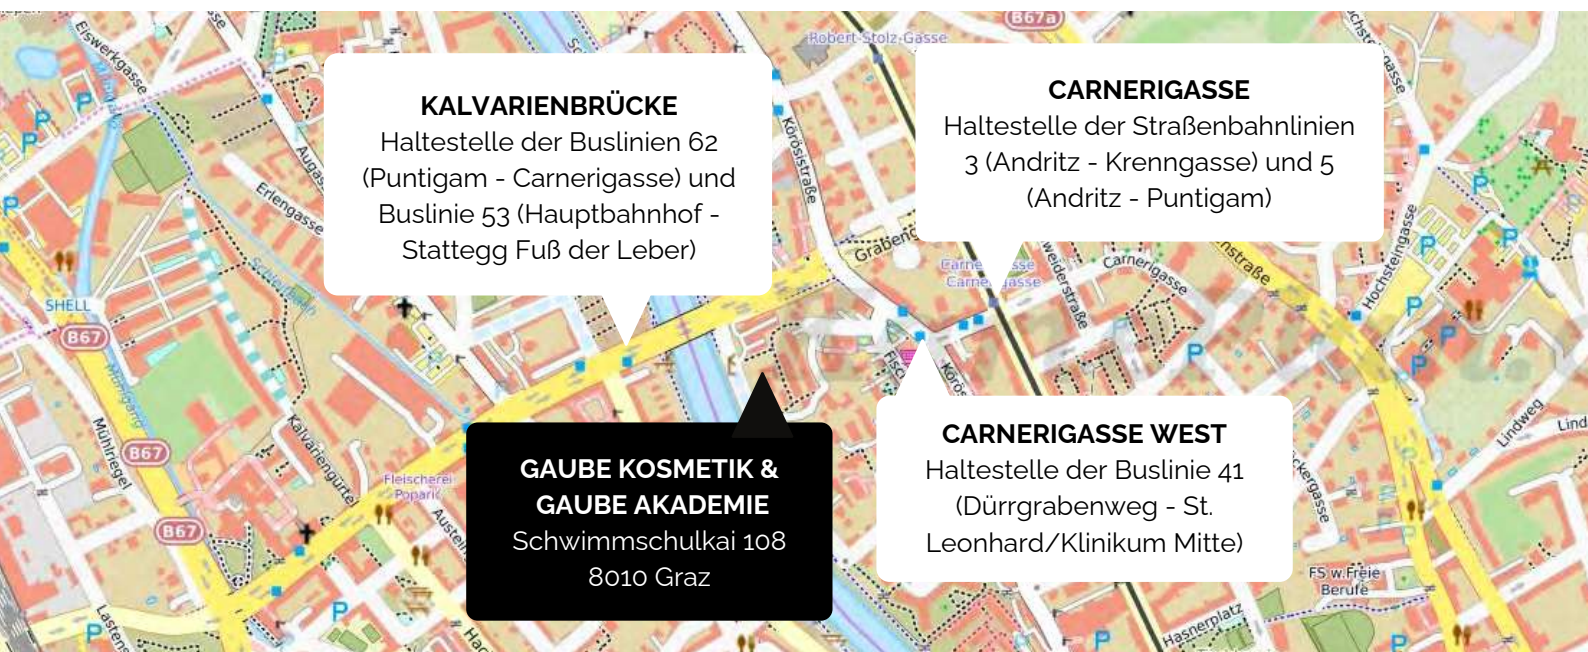 KALVARIENBRÜCKE
Haltestelle der Buslinien 62
(Puntigam - Carnerigasse) und
Buslinie 53 (Hauptbahnhof -
Stattegg Fuß der Leber)
CARNERIGASSE
Haltestelle der Straßenbahnlinien
3 (Andritz - Krenngasse) und 5
(Andritz - Puntigam)
GAUBE KOSMETIK &
GAUBE AKADEMIE
Schwimmschulkai 108
8010 Graz
CARNERIGASSE WEST
Haltestelle der Buslinie 41
(Dürrgrabenweg - St.
Leonhard/Klinikum Mitte)
B67a
Robert-Stolz-Gasse
Körösistraße
Erlengasse
SHELL
B67
Mühlgang
Mühlriegel
B67
B67
Kalvariengürtel
Fleischerei
Popari
Carnerigasse
Hochsteingasse
Lindweg
Lind
FS w.Freie
Berufe
Hasnerplatz